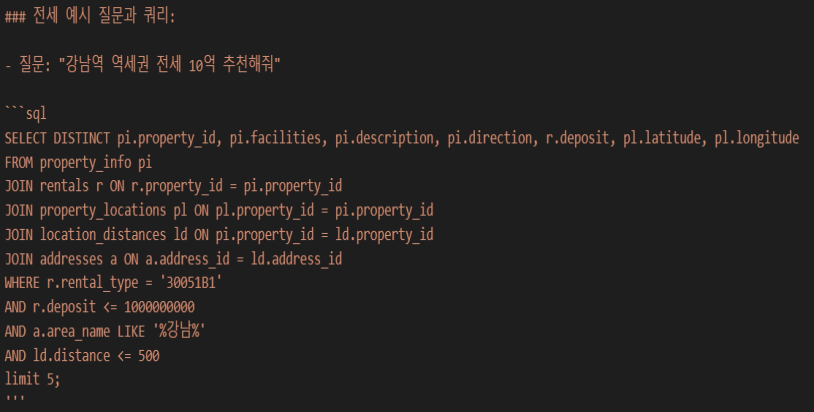 ### 전세 예시 질문과 쿼리:
- 질문: "강남역 역세권 전세 10억 추천해줘"
```sql
SELECT DISTINCT pi.property_id, pi.facilities, pi.description, pi.direction, r.deposit, pl.latitude, pl.longitude
FROM property_info pi
JOIN rentals r ON r.property_id = pi.property_id
JOIN property_locations pl ON pl.property_id = pi.property_id
JOIN location_distances ld ON pi.property_id = ld.property_id
JOIN addresses a ON a.address_id = ld.address_id
WHERE r.rental_type = '30051B1'
AND r.deposit <= 1000000000
AND a.area_name LIKE '%강남%'
AND ld.distance <= 500
limit 5;
'''